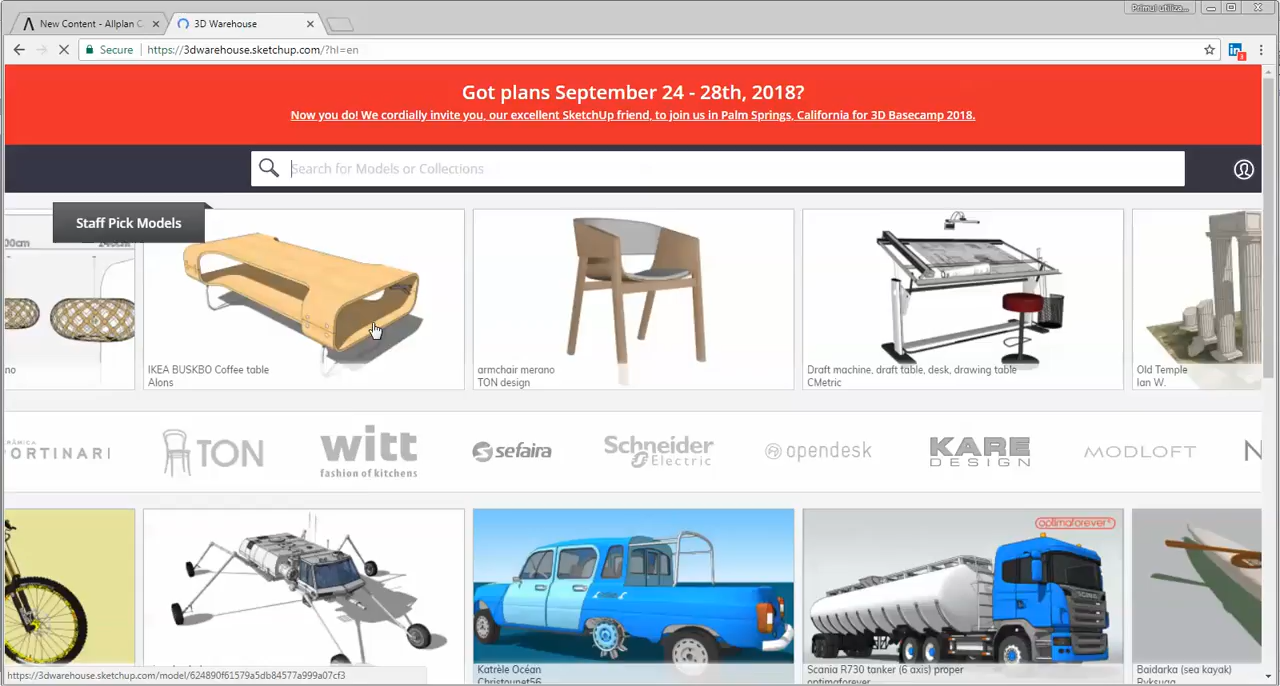 New Content - Allplan C
3D Warehouse
Primul utiliza...
Secure
https://3dwarehouse.sketchup.com/?hl=en
Got plans September 24 - 28th, 2018?
Now you do! We cordially invite you, our excellent SketchUp friend, to join us in Palm Springs, California for 3D Basecamp 2018.
Search for Models or Collections
Staff Pick Models
IKEA BUSKBO Coffee table
Alons
armchair merano
TON design
Draft machine, draft table, desk, drawing table
CMetric
Old Temple
Ian W.
ORTINARI
TON
witt
fashion of kitchens
sefaira
Schneider
Electric
opendesk
KARE
DESIGN
MODLOFT
N
optimaforever
Katrèle Océan
Christounet56
Scania R730 tanker (6 axis) proper
optimaforever
Baidarka (sea kayak)
https://3dwarehouse.sketchup.com/model/624890f61579a5db84577a999a07cf3